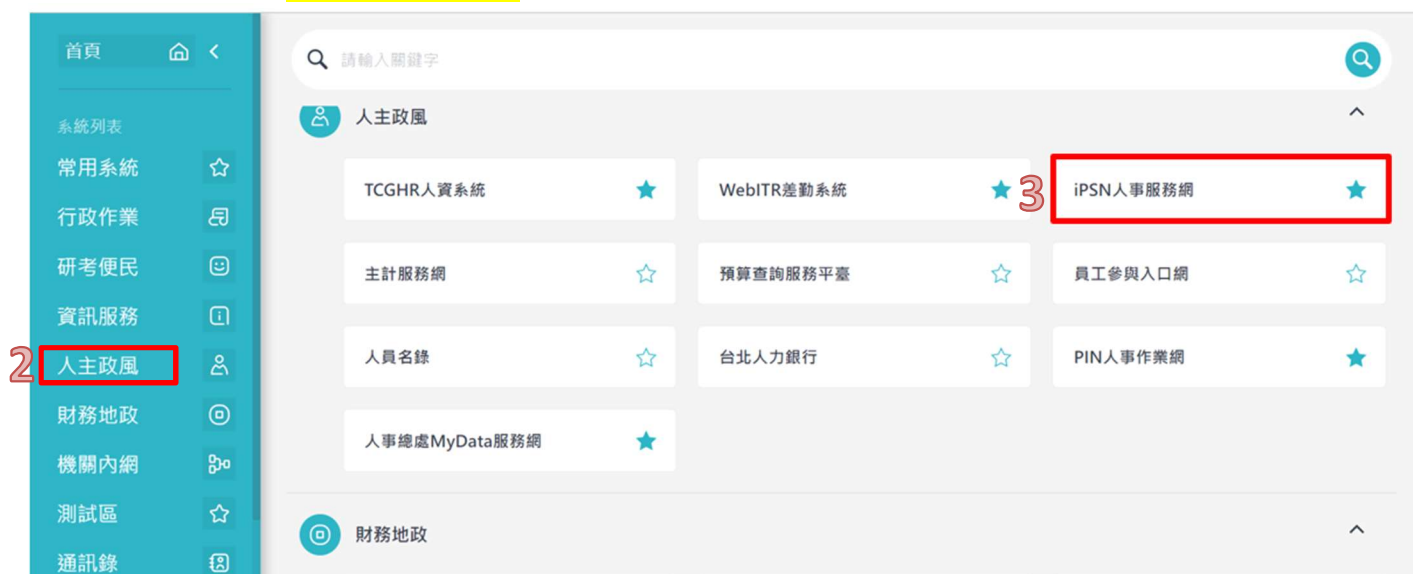 首頁
請輸入關鍵字
系統列表
常用系統
行政作業
研考便民
資訊服務
2 人主政風
財務地政
機關內網
測試區
通訊錄
人主政風
TCGHR人資系統
WebITR差勤系統
3 iPSN人事服務網
主計服務網
預算查詢服務平臺
員工參與入口網
人員名錄
台北人力銀行
PIN人事作業網
人事總處MyData服務網
財務地政